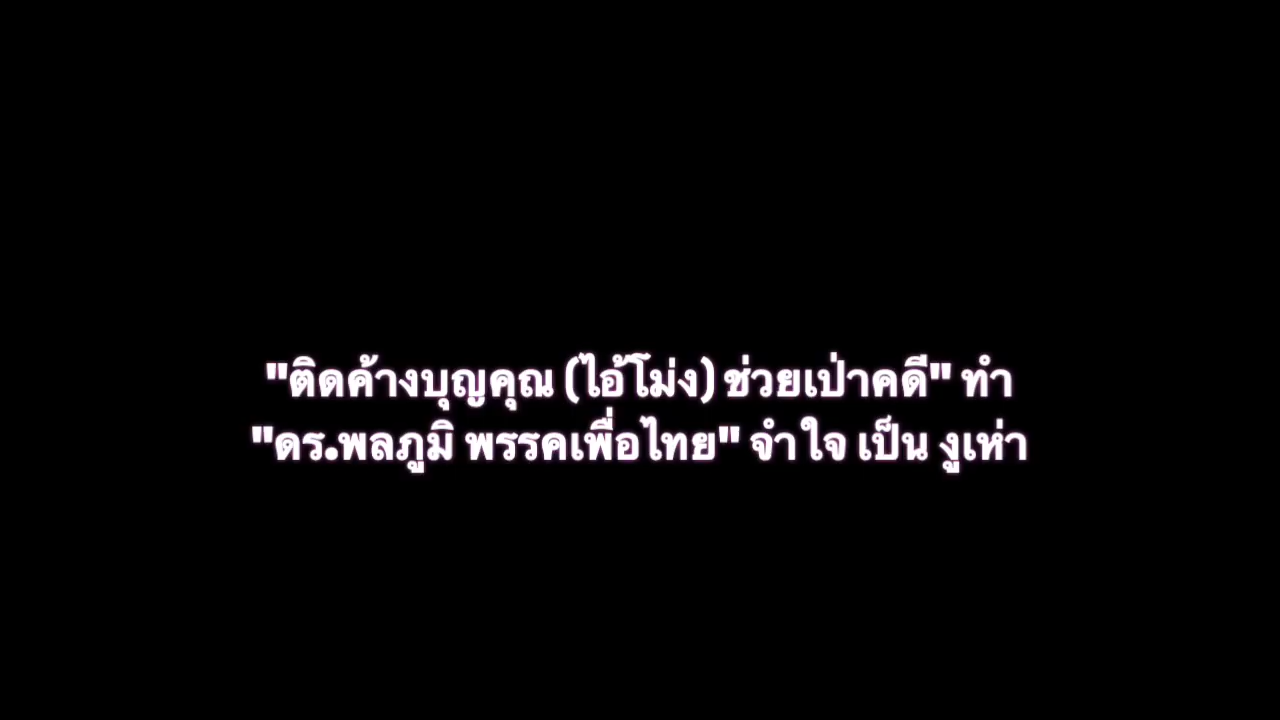 "ติดค้างบุญคุณ (ไอ้โม่ง) ช่วยเป่าคดี" ทำ
"ดร.พลภูมิ พรรคเพื่อไทย" จำใจ เป็น งูเห่า